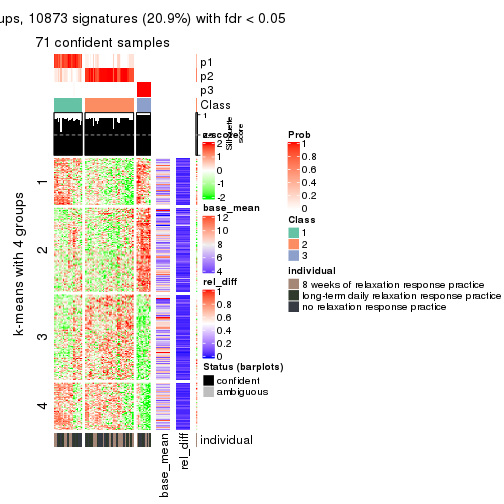 ups, 10873 signatures (20.9%) with fdr < 0.05
71 confident samples
p1
p2
p3
Class
1
Silhouette
score
z-score
2
1
0
-1
-2
base_mean
12
10
8
6
4
rel_diff
1
0.8
0.6
0.4
0.2
0
Status (barplots)
confident
ambiguous
Prob
1
0.8
0.6
0.4
0.2
0
Class
1
2
3
individual
8 weeks of relaxation response practice
long-term daily relaxation response practice
no relaxation response practice
k-means with 4 groups
1
2
3
4
individual
base_mean
rel_diff